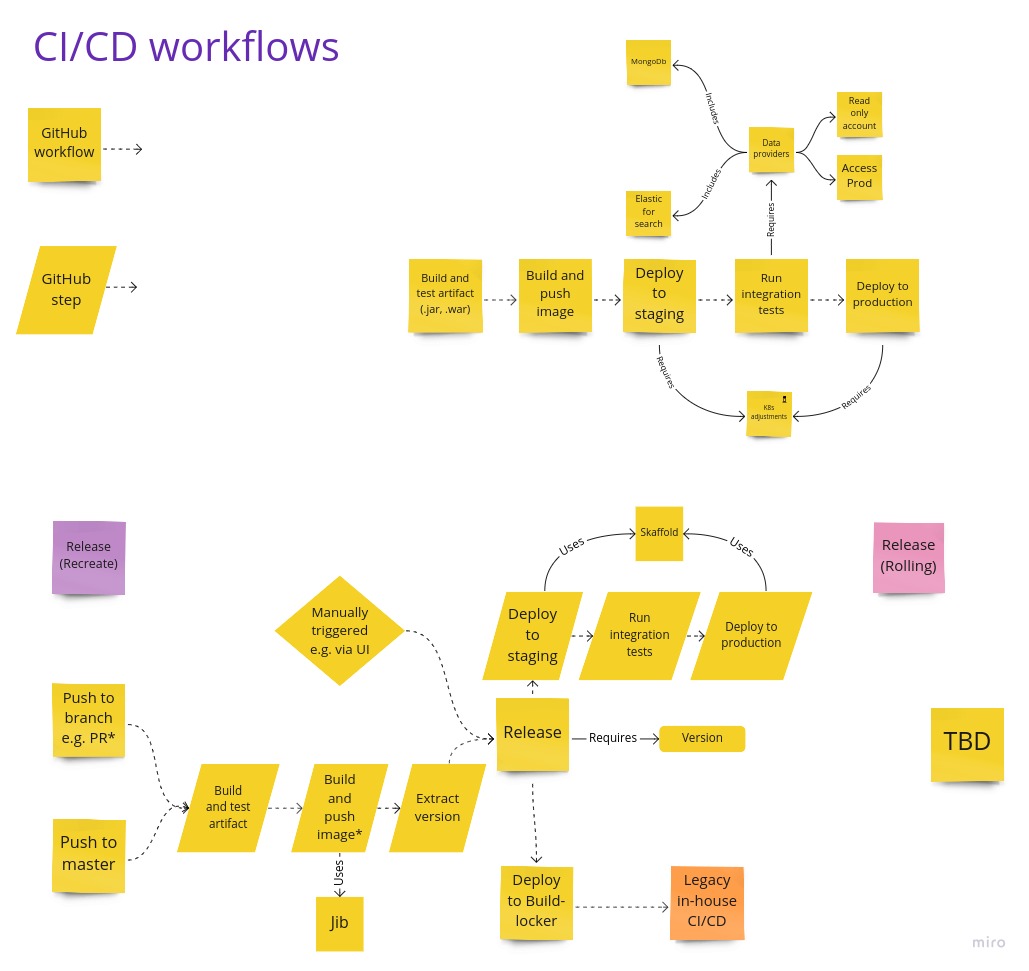 CI/CD workflows
GitHub
workflow
GitHub
step
MongoDb
Includes
Data
providers
Read
only
account
Access
Prod
Includes
Elastic
for
search
Requires
Build and
test artifact
(.jar, .war)
Build and
push
image
Deploy
to
staging
Run
integration
tests
Deploy to
production
Requires
Requires
K8s
adjustments
Release
(Recreate)
Skaffold
Uses
Uses
Release
(Rolling)
Manually
triggered
e.g. via UI
Deploy
to
staging
Run
integration
tests
Deploy to
production
Push to
branch
e.g. PR*
Release
Requires
Version
TBD
Build
and test
artifact
Build
and
push
image*
Extract
version
Push to
master
Uses
Jib
Deploy
to Build-
locker
Legacy
in-house
CI/CD
miro